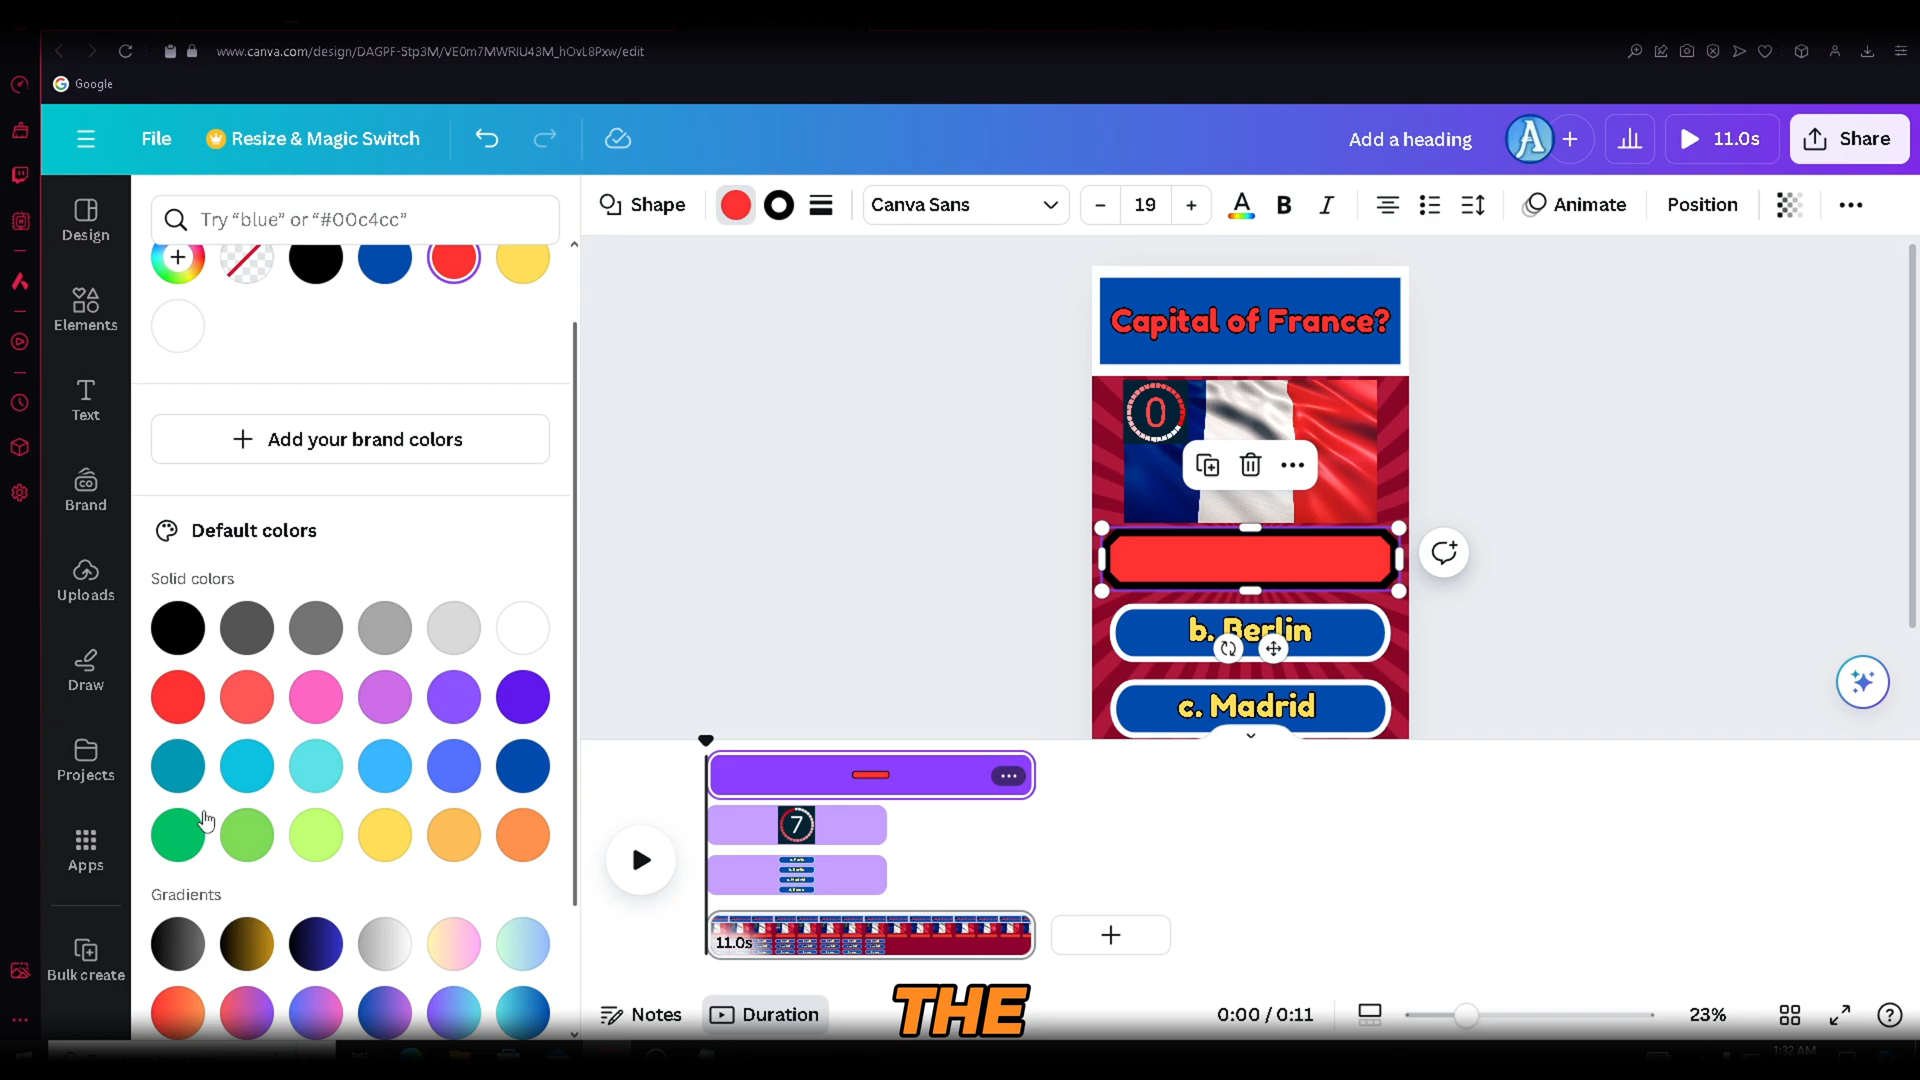 www.canva.com/design/DAGPF-5tp3M/VE0m7MWRIU43M_hOvL8Pxw/edit
Google
File
Resize & Magic Switch
Add a heading
A
11.0s
Share
Design
Elements
Text
Brand
Uploads
Draw
Projects
Apps
Bulk create
Try “blue” or “#00c4cc”
Add your brand colors
Default colors
Solid colors
Gradients
Shape
Canva Sans
19
A
B
I
Animate
Position
Capital of France?
0
b. Berlin
c. Madrid
7
11.0s
THE
Notes
Duration
0:00 / 0:11
23%
1:32 AM